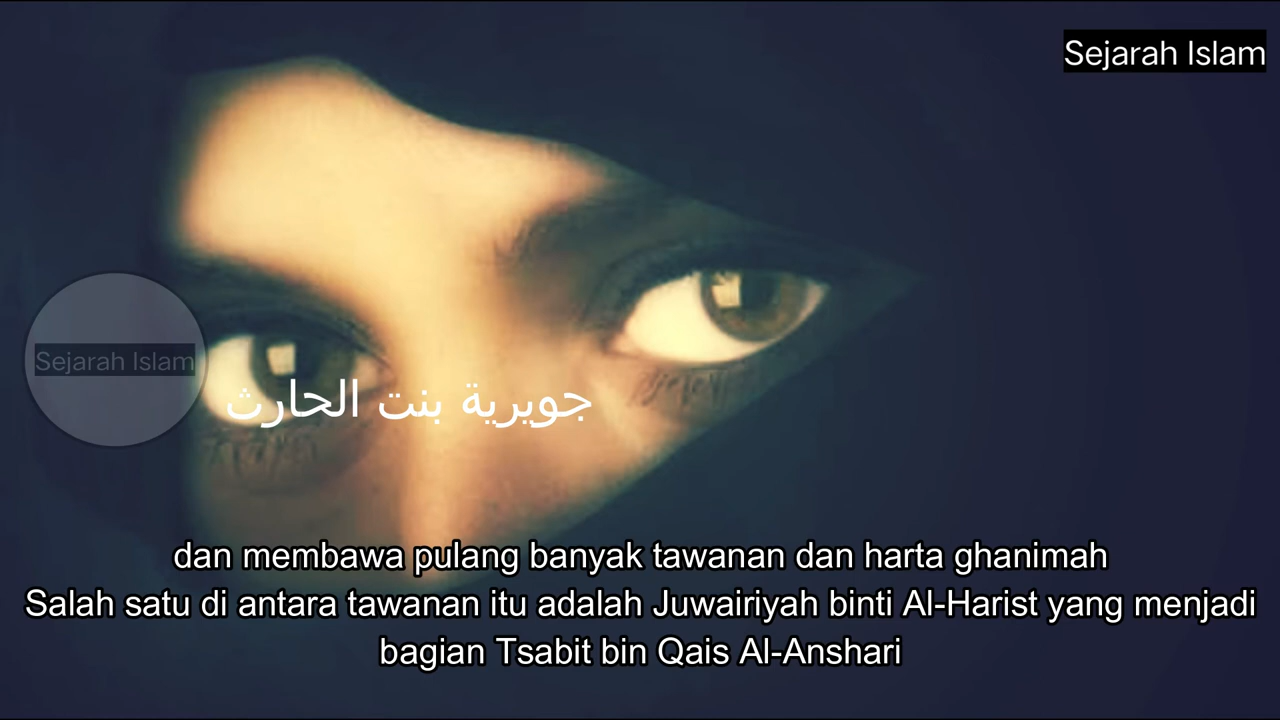 Sejarah Islam
Sejarah Islam
جويرية بنت الحارث
dan membawa pulang banyak tawanan dan harta ghanimah
Salah satu di antara tawanan itu adalah Juwairiyah binti Al-Harist yang menjadi
bagian Tsabit bin Qais Al-Anshari